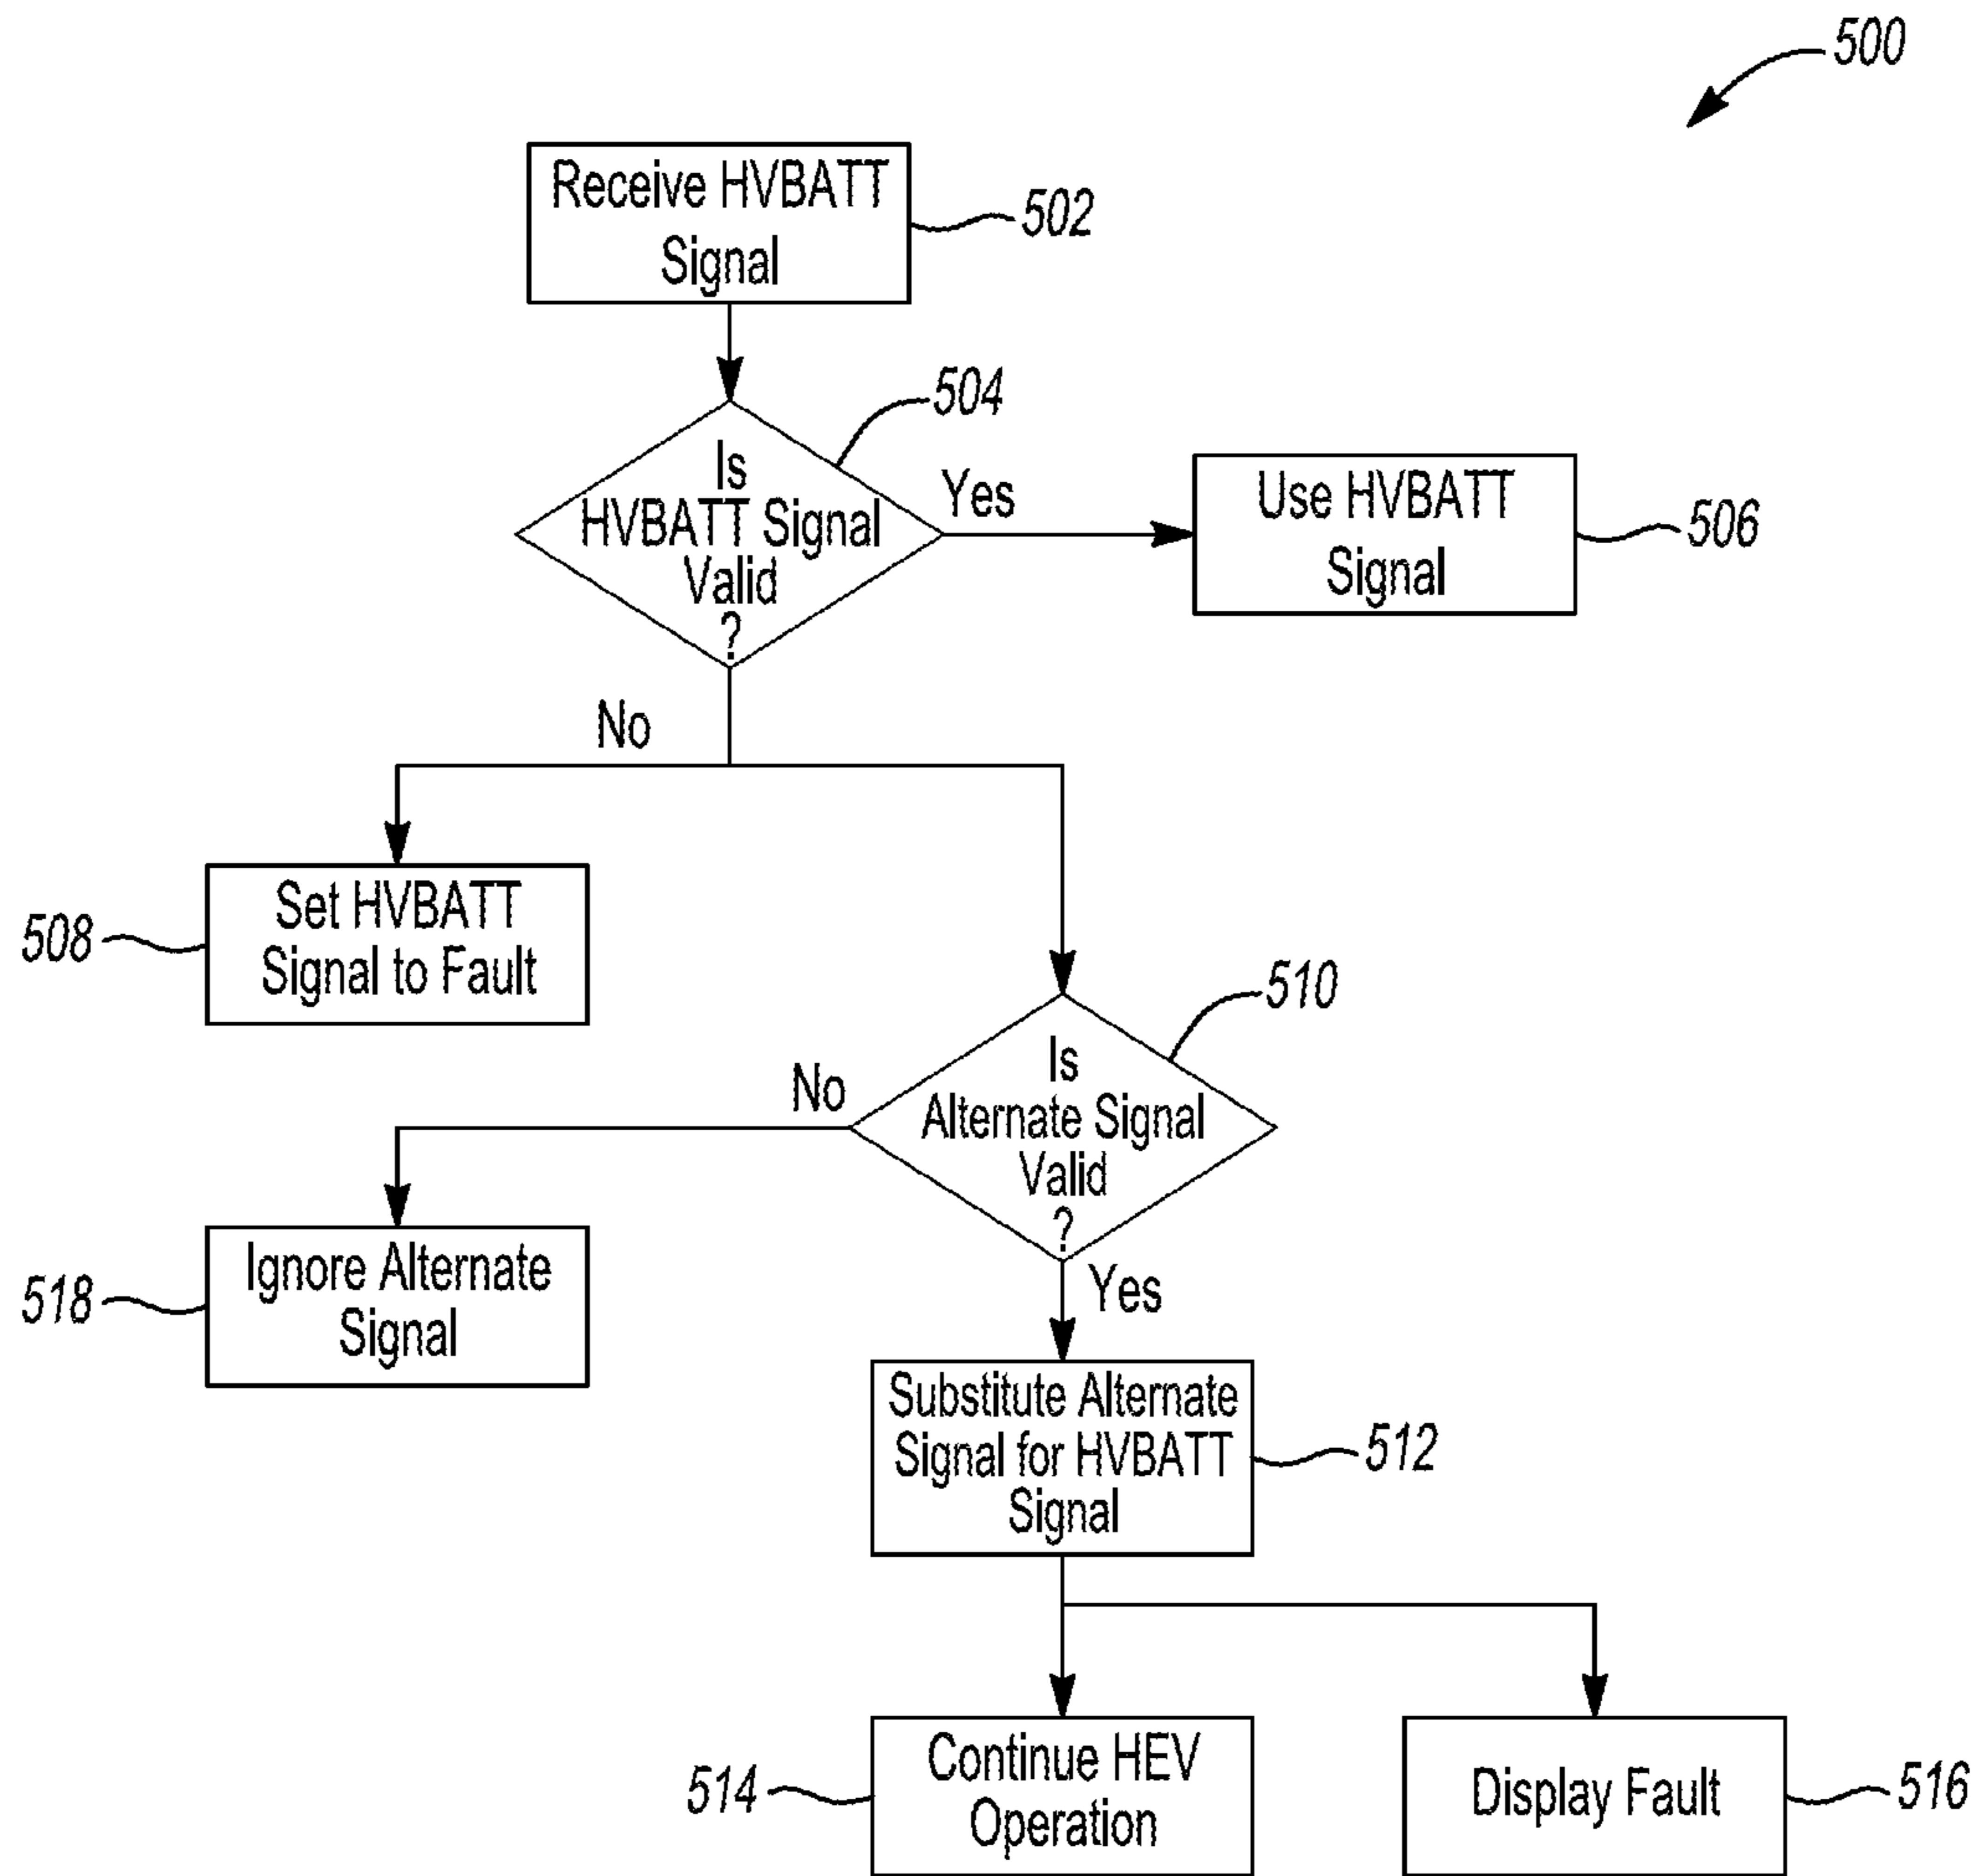 500
Receive HVBATT
Signal
502
504
Is
HVBATT Signal
Valid
?
Yes
Use HVBATT
Signal
506
No
Set HVBATT
Signal to Fault
508
510
Is
Alternate Signal
Valid
?
No
Ignore Alternate
Signal
518
Yes
Substitute Alternate
Signal for HVBATT
Signal
512
Continue HEV
Operation
514
Display Fault
516